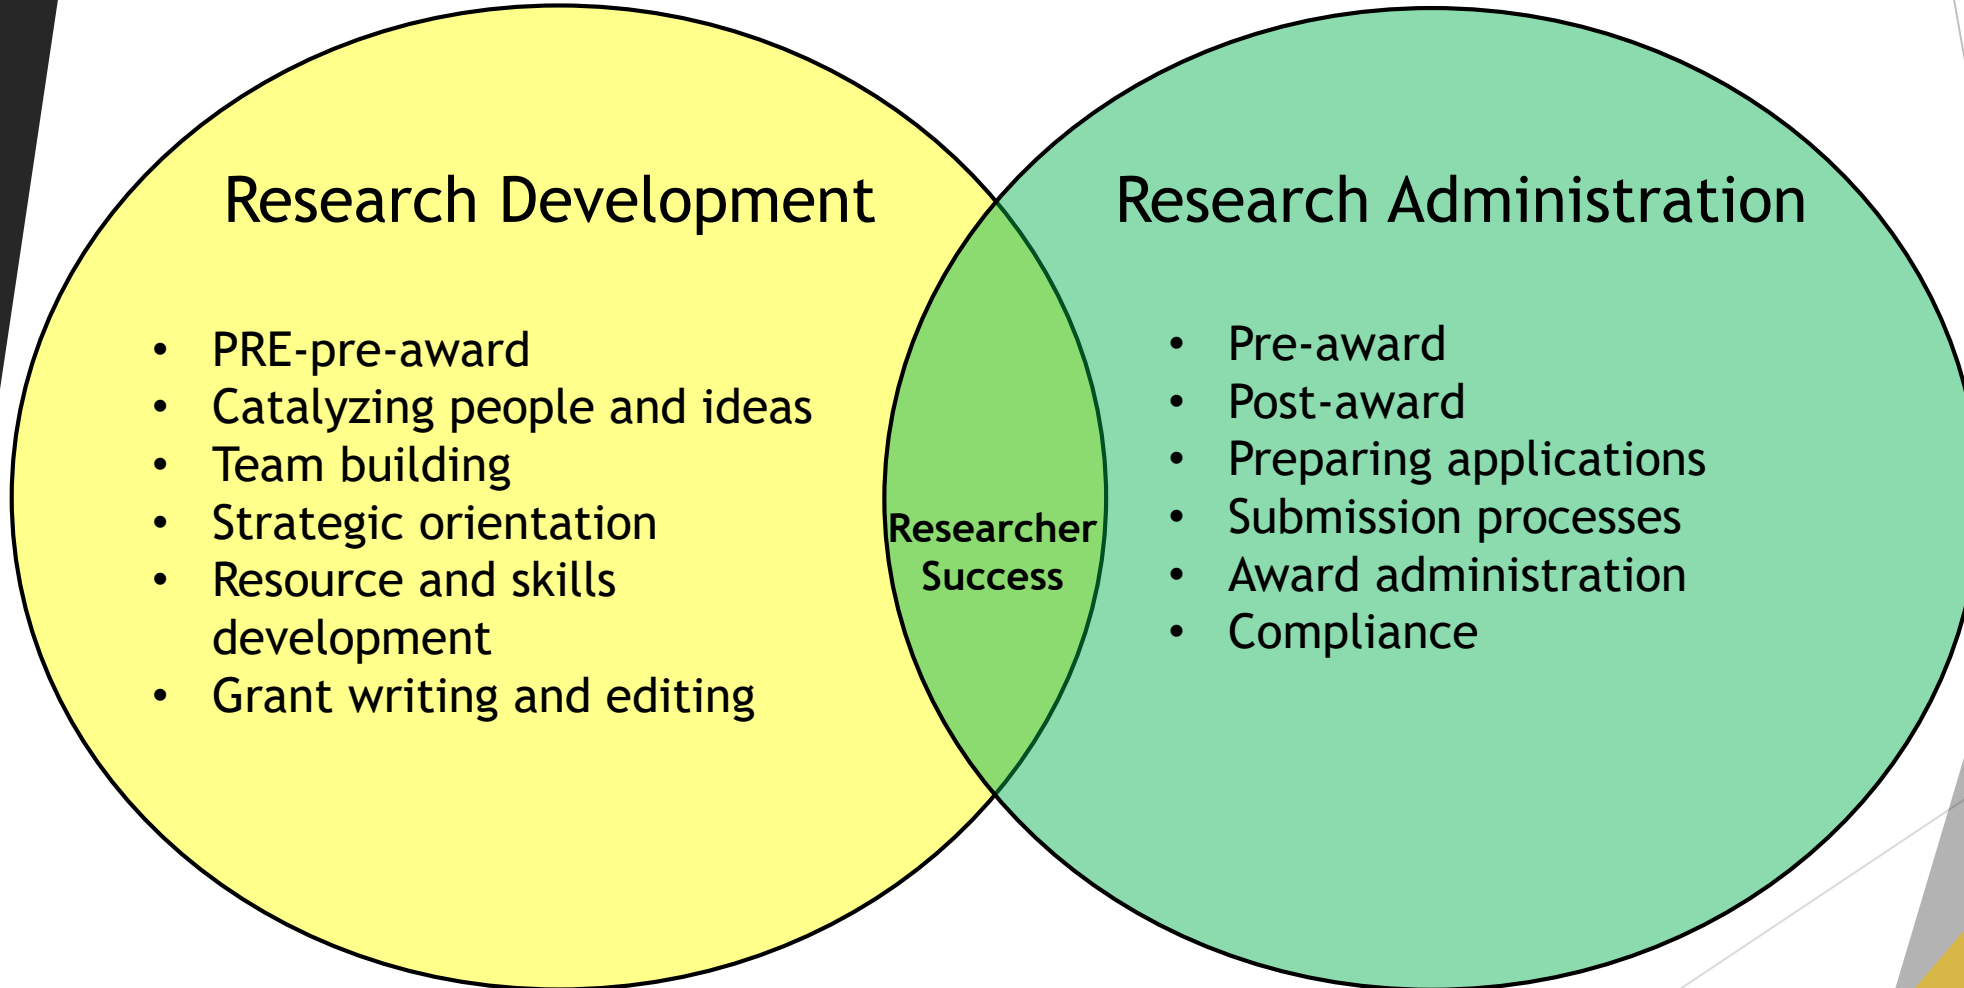 Research Development
• PRE-pre-award
• Catalyzing people and ideas
• Team building
• Strategic orientation
• Resource and skills
development
• Grant writing and editing
Researcher
Success
Research Administration
• Pre-award
• Post-award
• Preparing applications
• Submission processes
• Award administration
• Compliance